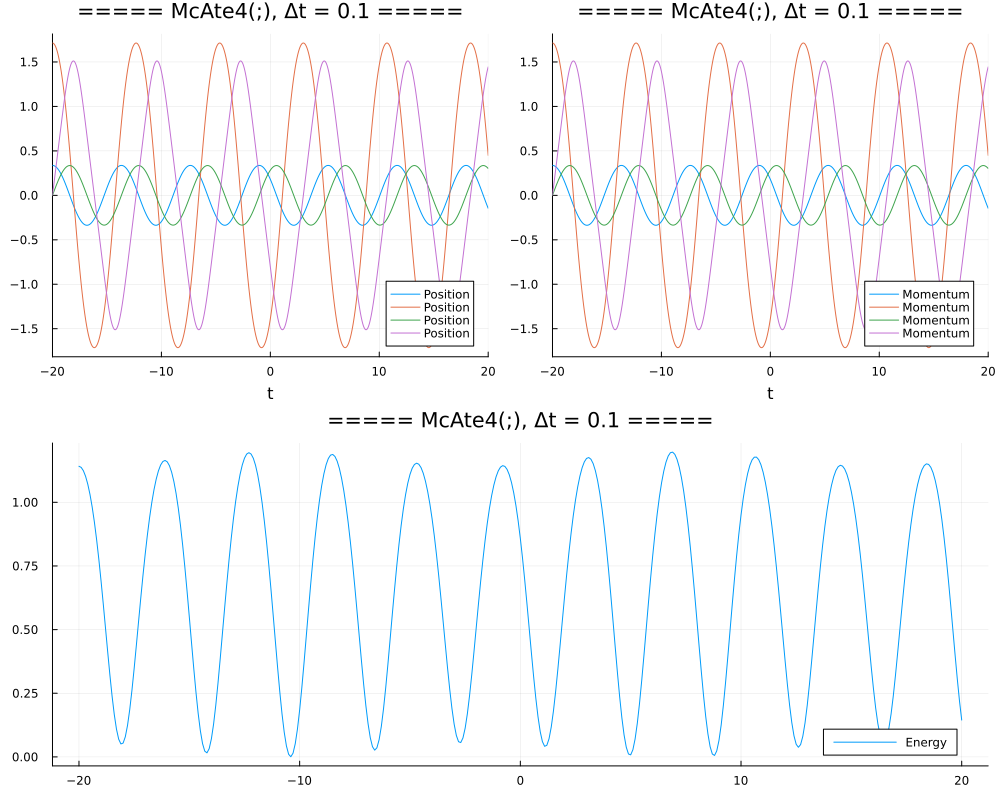 ===== McAte4(;), Δt = 0.1 =====
1.5
1.0
0.5
0.0
−0.5
−1.0
−1.5
Position
Position
Position
Position
−20
−10
0
10
20
t
===== McAte4(;), Δt = 0.1 =====
1.5
1.0
0.5
0.0
−0.5
−1.0
−1.5
Momentum
Momentum
Momentum
Momentum
−20
−10
0
10
20
t
===== McAte4(;), Δt = 0.1 =====
1.00
0.75
0.50
0.25
0.00
Energy
−20
−10
0
10
20